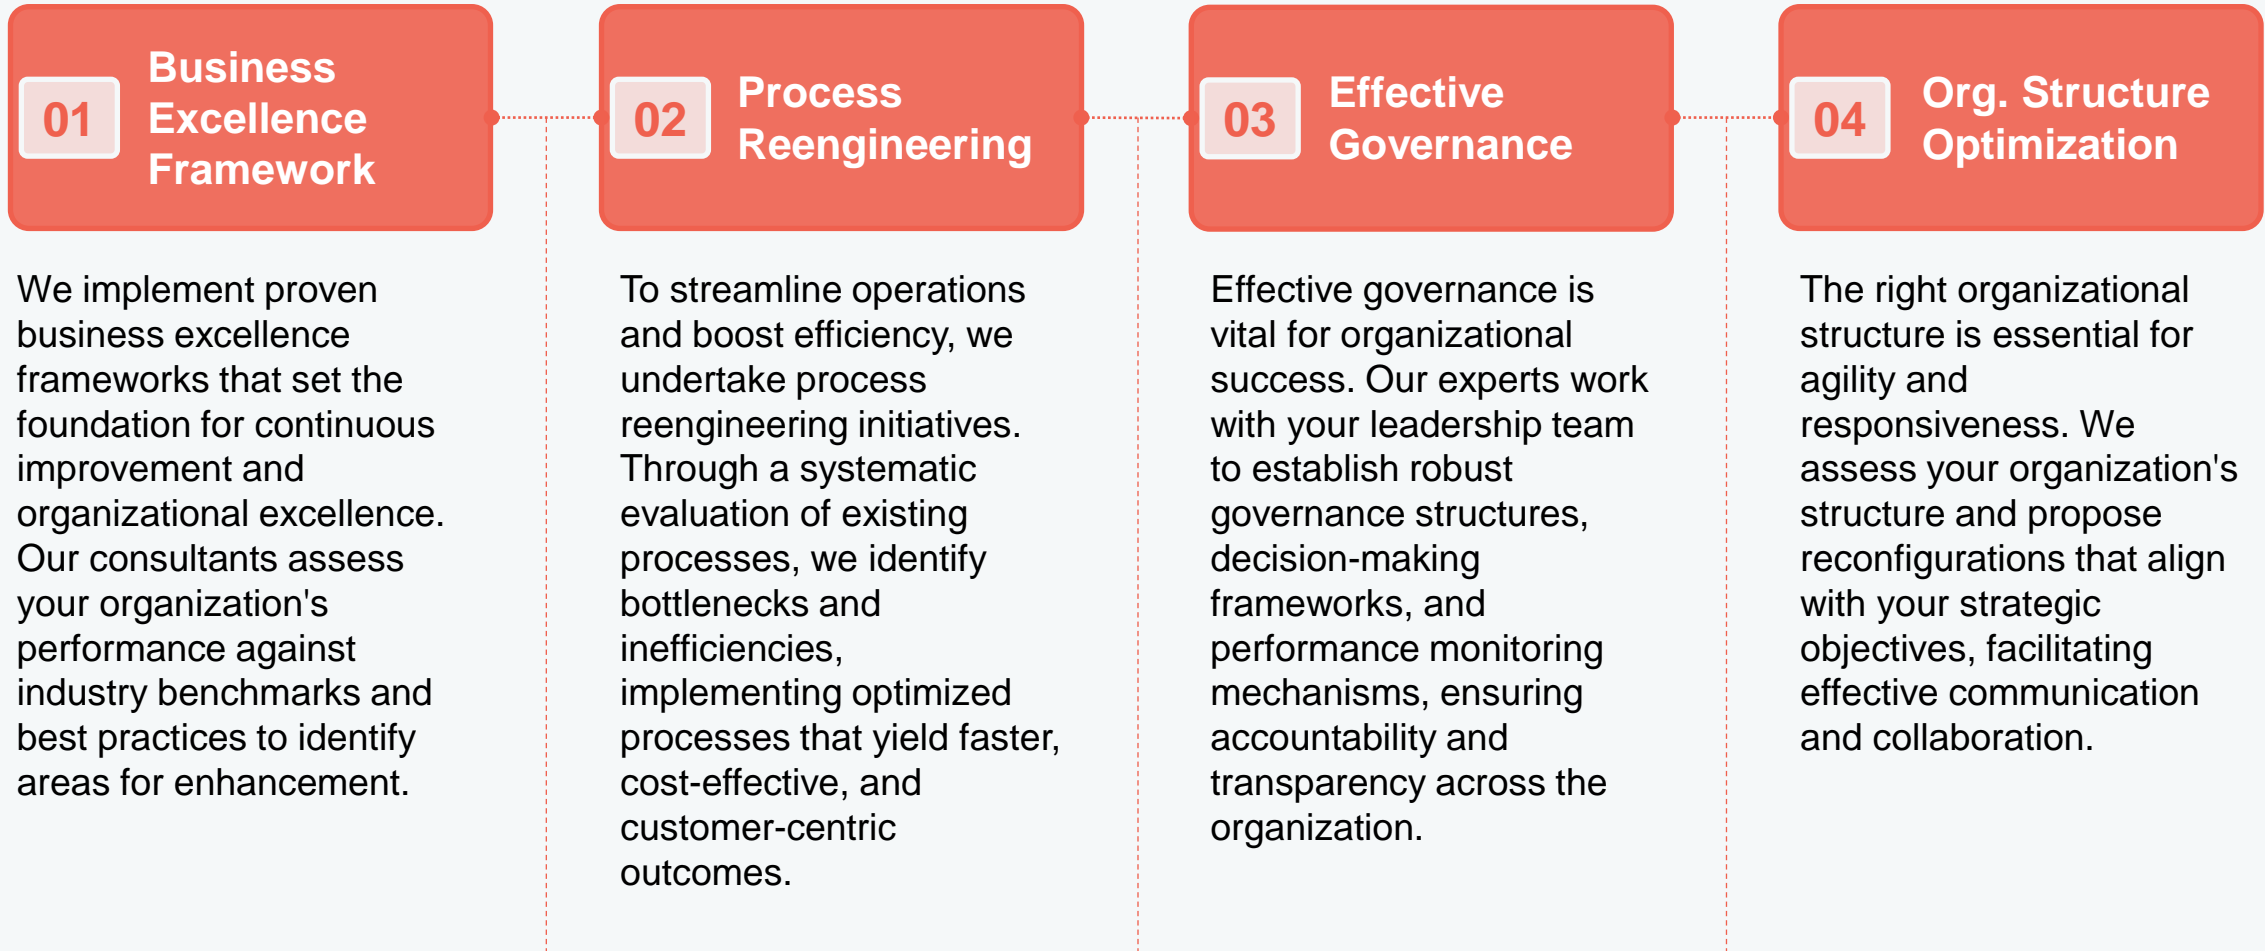 01
Business
Excellence
Framework
We implement proven
business excellence
frameworks that set the
foundation for continuous
improvement and
organizational excellence.
Our consultants assess
your organization's
performance against
industry benchmarks and
best practices to identify
areas for enhancement.
02
Process
Reengineering
To streamline operations
and boost efficiency, we
undertake process
reengineering initiatives.
Through a systematic
evaluation of existing
processes, we identify
bottlenecks and
inefficiencies,
implementing optimized
processes that yield faster,
cost-effective, and
customer-centric
outcomes.
03
Effective
Governance
Effective governance is
vital for organizational
success. Our experts work
with your leadership team
to establish robust
governance structures,
decision-making
frameworks, and
performance monitoring
mechanisms, ensuring
accountability and
transparency across the
organization.
04
Org. Structure
Optimization
The right organizational
structure is essential for
agility and
responsiveness. We
assess your organization's
structure and propose
reconfigurations that align
with your strategic
objectives, facilitating
effective communication
and collaboration.